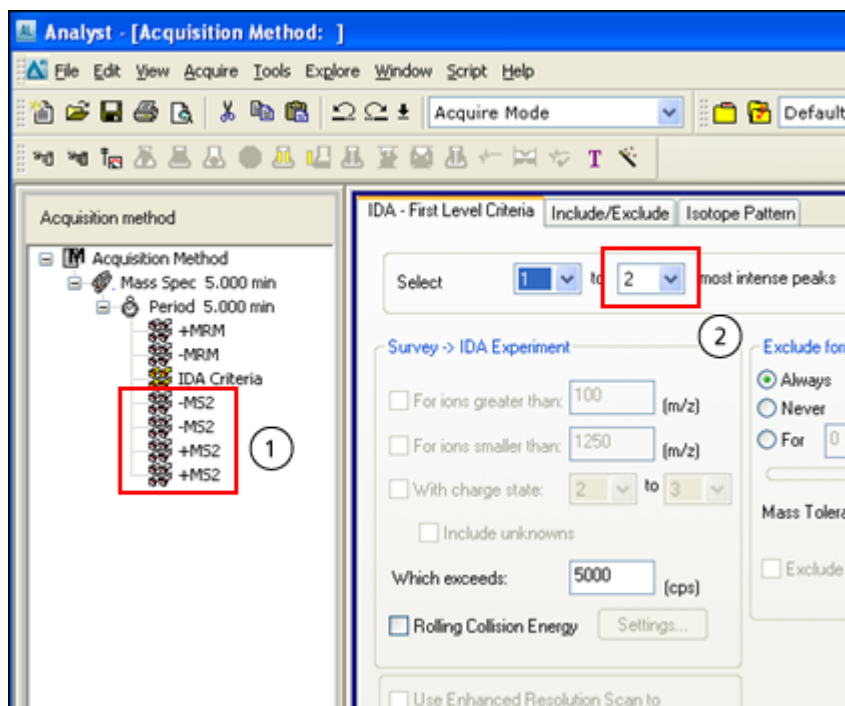 Analyst - [Acquisition Method: ]
File Edit View Acquire Tools Explore Window Script Help
Acquire Mode
Default
T
Acquisition method
Acquisition Method
Mass Spec 5.000 min
Period 5.000 min
+MRM
-MRM
IDA Criteria
-MS2
-MS2
+MS2
+MS2
1
IDA - First Level Criteria Include/Exclude Isotope Pattern
Select 1 to 2 most intense peaks
2
Survey -> IDA Experiment
For ions greater than: 100 (m/z)
For ions smaller than: 1250 (m/z)
With charge state: 2 to 3
Include unknowns
Which exceeds: 5000 (cps)
Rolling Collision Energy Settings...
Use Enhanced Resolution Scan to
Exclude for
Always
Never
For 0
Mass Tolera
Exclude